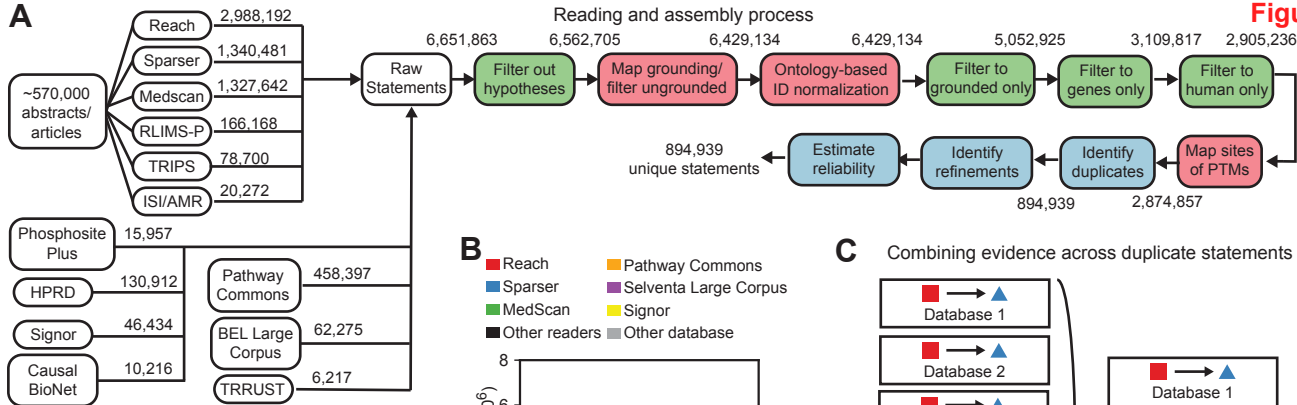 A
Reading and assembly process
Figu
~570,000
abstracts/
articles
Reach
2,988,192
Sparser
1,340,481
Medscan
1,327,642
RLIMS-P
166,168
TRIPS
78,700
ISI/AMR
20,272
Raw
Statements
6,651,863
Filter out
hypotheses
6,562,705
Map grounding/
filter ungrounded
6,429,134
Ontology-based
ID normalization
6,429,134
Filter to
grounded only
5,052,925
Filter to
genes only
3,109,817
Filter to
human only
2,905,236
Map sites
of PTMs
2,874,857
Identify
duplicates
894,939
Identify
refinements
Estimate
reliability
894,939
unique statements
Phosphosite
Plus
15,957
HPRD
130,912
Signor
46,434
Causal
BioNet
10,216
Pathway
Commons
458,397
BEL Large
Corpus
62,275
TRRUST
6,217
B
Reach
Sparser
MedScan
Other readers
Pathway Commons
Selventa Large Corpus
Signor
Other database
8
C
Combining evidence across duplicate statements
Database 1
Database 2
Database 1